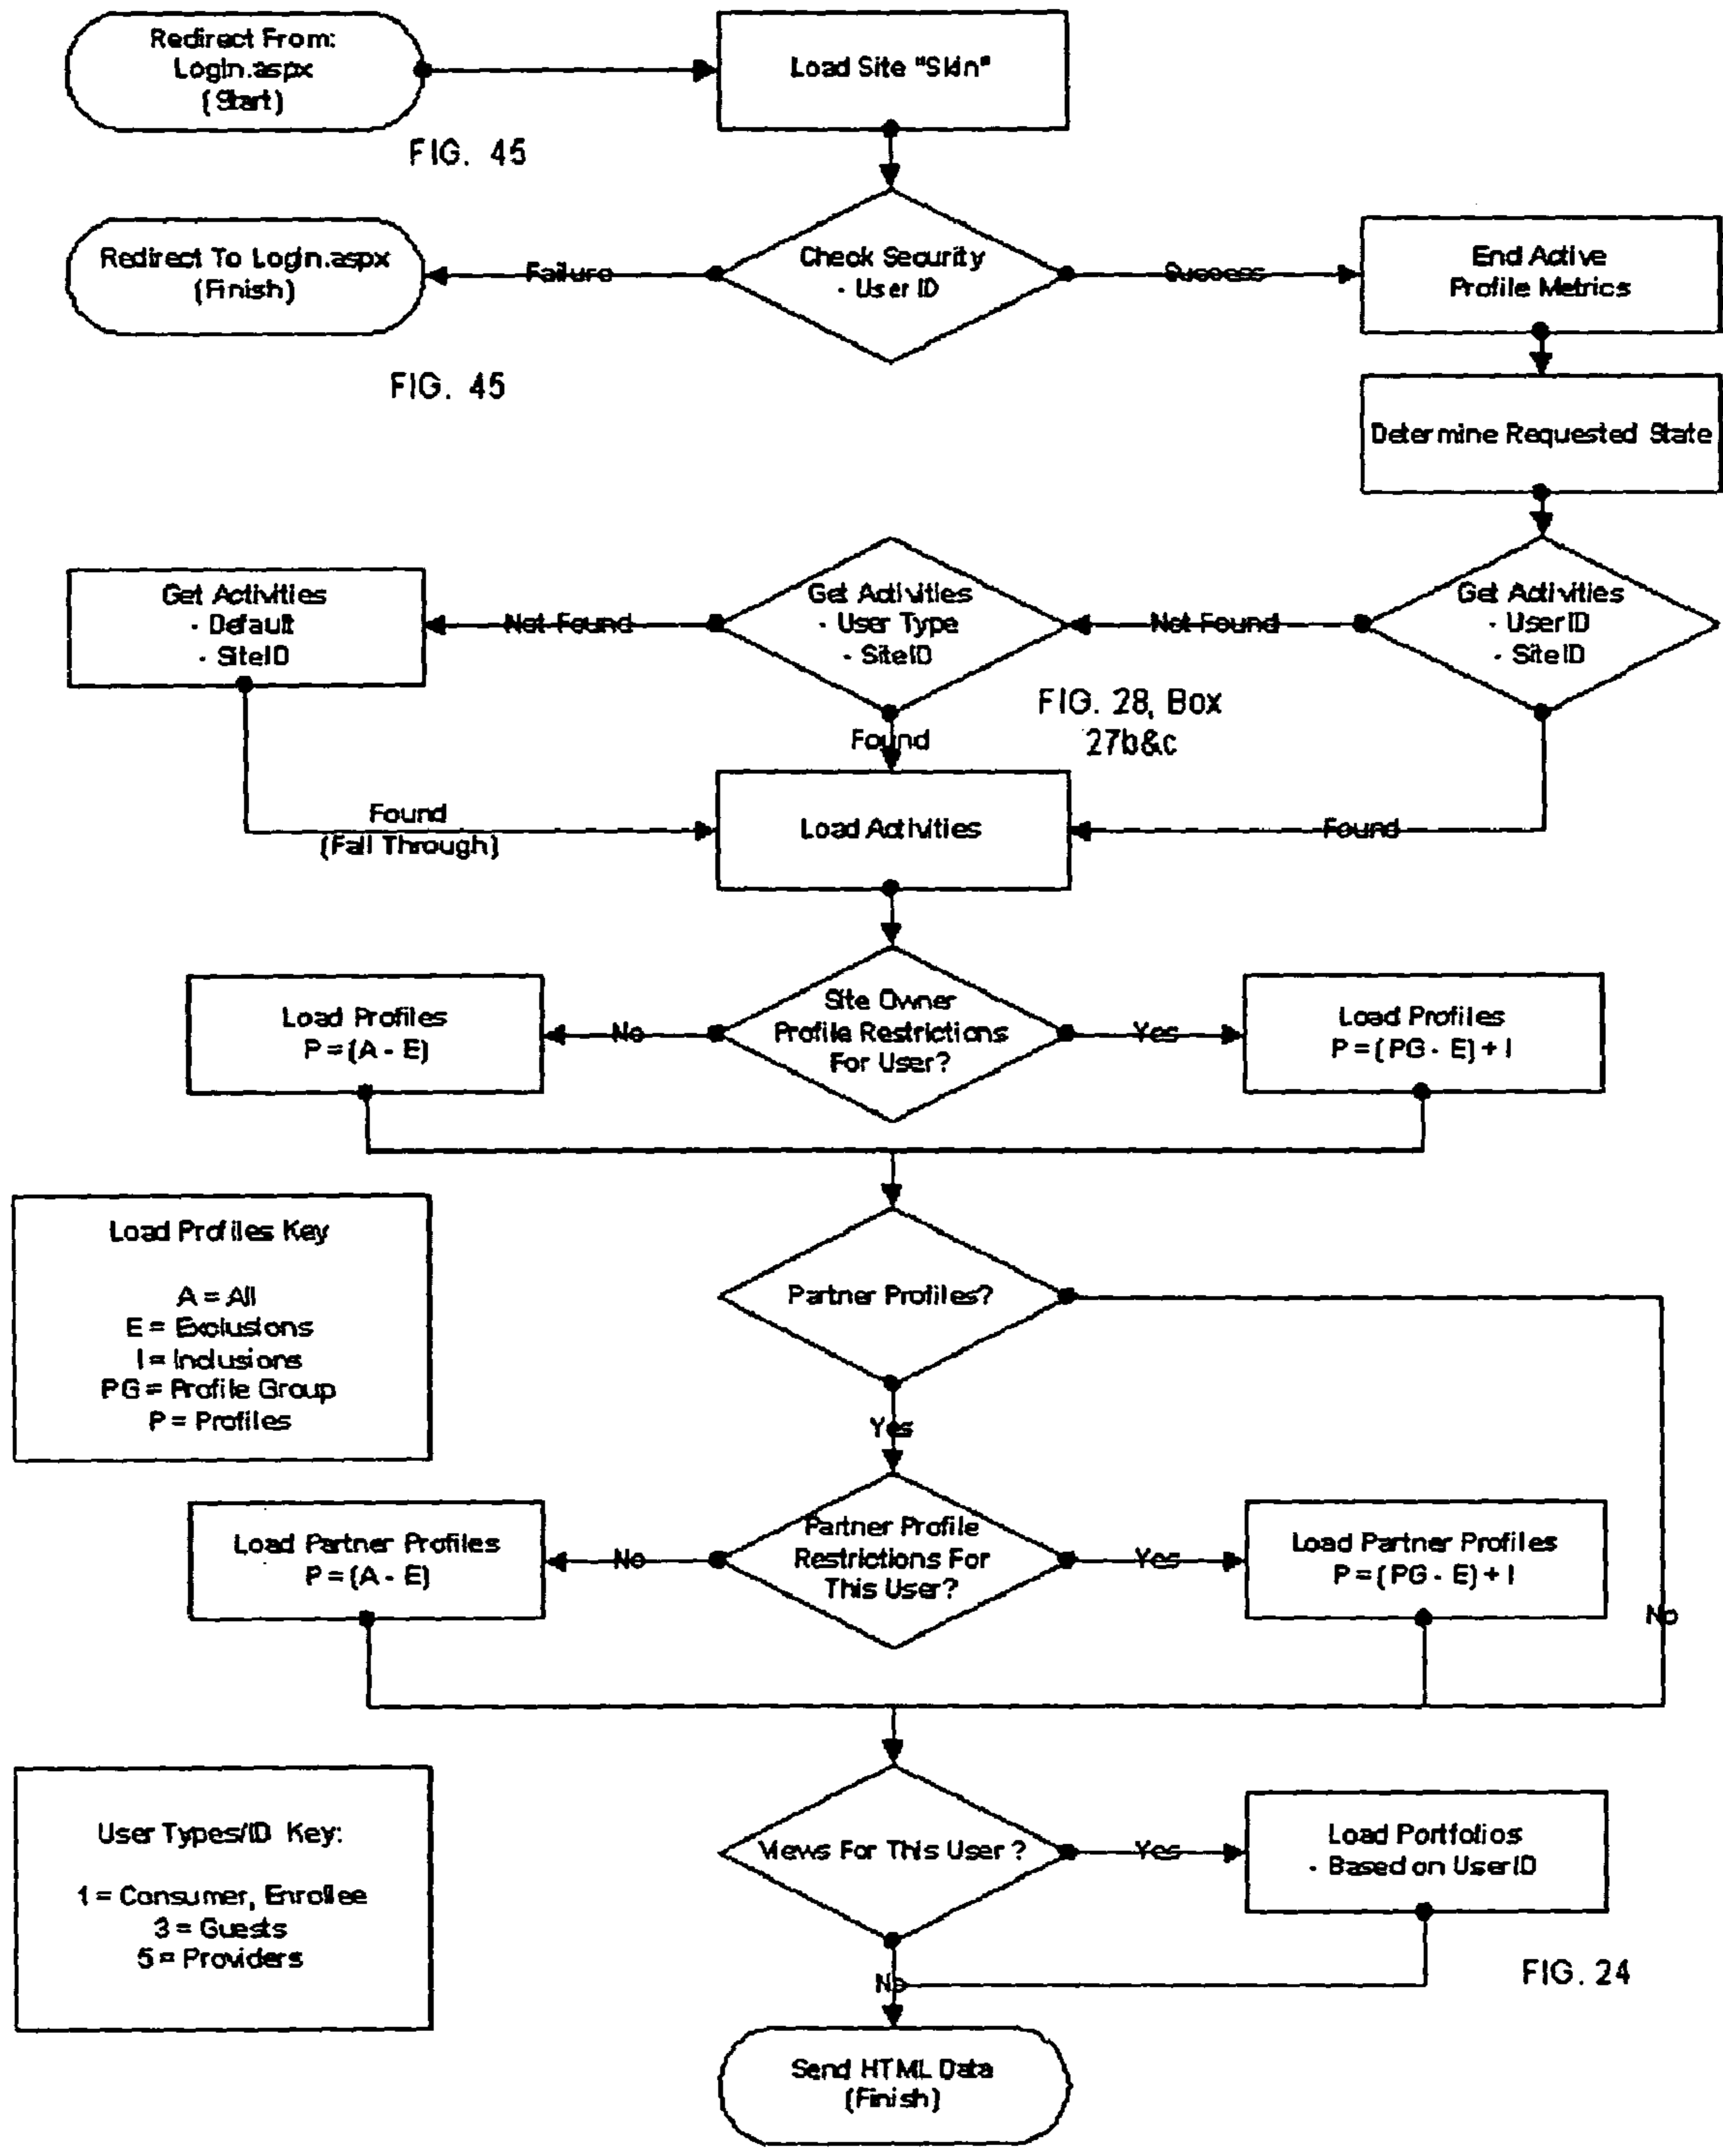 Redirect From:
Login.aspx
(Start)
Load Site "Skin"
FIG. 45
Redirect To Login.aspx
(Finish)
Failure
Check Security
- User ID
Success
End Active
Profile Metrics
FIG. 45
Determine Requested State
Get Activities
- Default
- SiteID
Not Found
Get Activities
- User Type
- SiteID
Not Found
Get Activities
- UserID
- SiteID
FIG. 28, Box
27b&c
Found
Found
(Fall Through)
Load Activities
Found
Load Profiles
P = (A - E)
No
Site Owner
Profile Restrictions
For User?
Yes
Load Profiles
P = (PG - E) + I
Load Profiles Key
A = All
E = Exclusions
I = Inclusions
PG = Profile Group
P = Profiles
Partner Profiles?
Yes
Load Partner Profiles
P = (A - E)
No
Partner Profile
Restrictions For
This User?
Yes
Load Partner Profiles
P = (PG - E) + I
No
User Types/ID Key:
1 = Consumer, Enrollee
3 = Guests
5 = Providers
Views For This User ?
Yes
Load Portfolios
- Based on UserID
No
FIG. 24
Send HTML Data
(Finish)